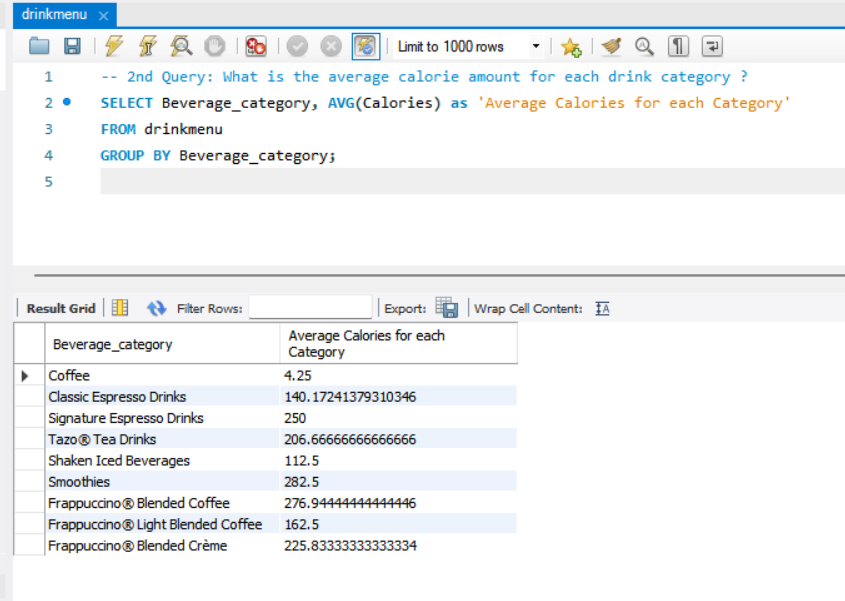 drinkmenu ×
Limit to 1000 rows
1 -- 2nd Query: What is the average calorie amount for each drink category ?
2 SELECT Beverage_category, AVG(Calories) as 'Average Calories for each Category'
3 FROM drinkmenu
4 GROUP BY Beverage_category;
5
Result Grid Filter Rows: Export: Wrap Cell Content: IA
Beverage_category Average Calories for each
Category
Coffee 4.25
Classic Espresso Drinks 140.17241379310346
Signature Espresso Drinks 250
Tazo® Tea Drinks 206.66666666666666
Shaken Iced Beverages 112.5
Smoothies 282.5
Frappuccino® Blended Coffee 276.94444444444446
Frappuccino® Light Blended Coffee 162.5
Frappuccino® Blended Crème 225.83333333333334